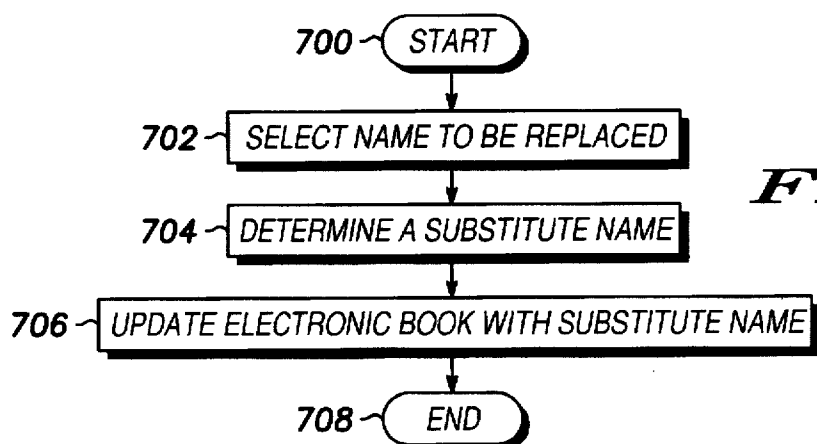 700 START
702 SELECT NAME TO BE REPLACED
704 DETERMINE A SUBSTITUTE NAME
706 UPDATE ELECTRONIC BOOK WITH SUBSTITUTE NAME
708 END